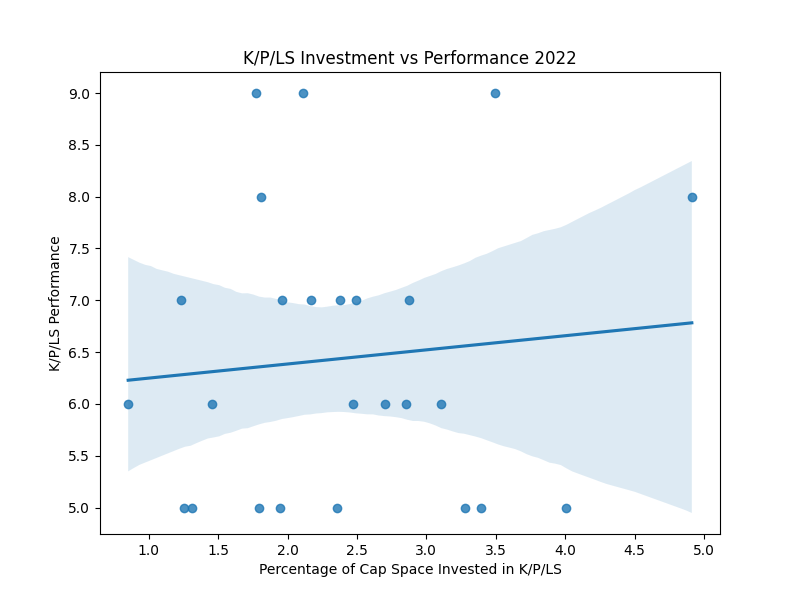 K/P/LS Investment vs Performance 2022
9.0
8.5
8.0
7.5
7.0
6.5
6.0
5.5
5.0
K/P/LS Performance
1.0 1.5 2.0 2.5 3.0 3.5 4.0 4.5 5.0
Percentage of Cap Space Invested in K/P/LS